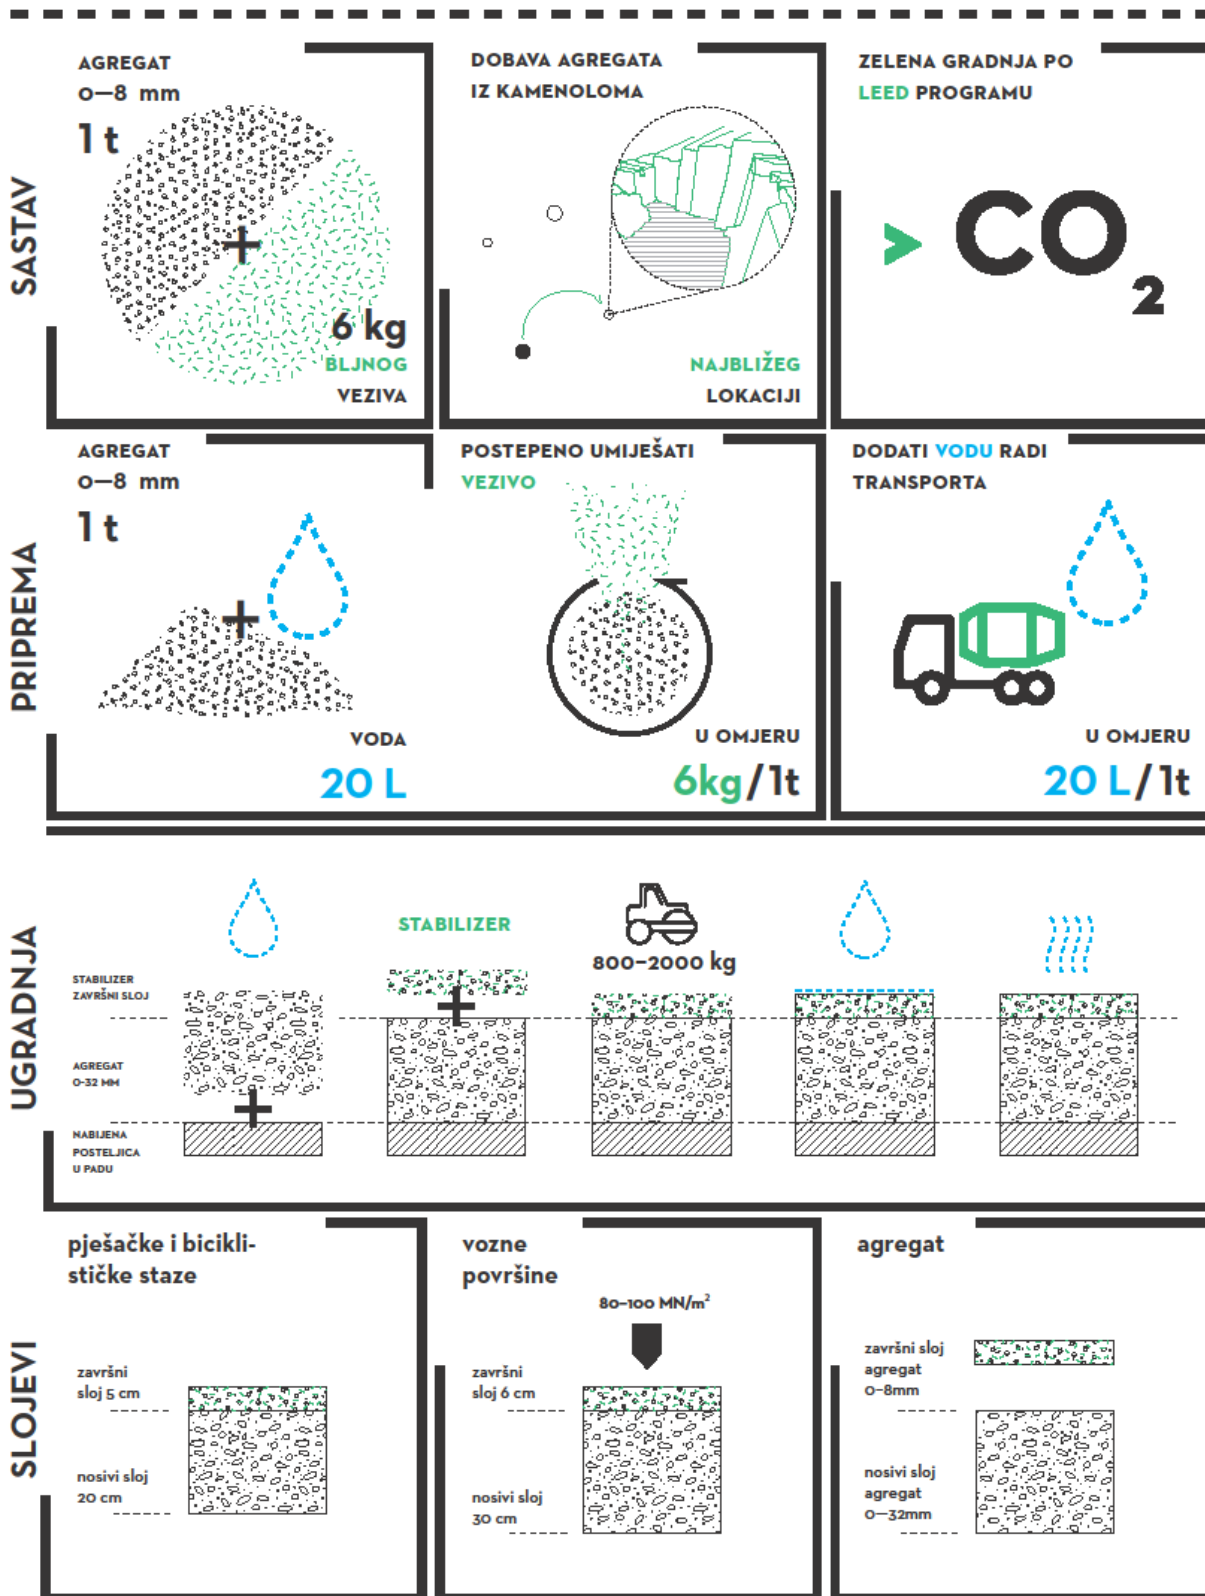 SASTAV
AGREGAT
0—8 mm
1 t
6 kg
BLJNOG
VEZIVA
DOBAVA AGREGATA
IZ KAMENOLOMA
NAJBLIŽEG
LOKACIJI
ZELENA GRADNJA PO
LEED PROGRAMU
> CO2
PRIPREMA
AGREGAT
0—8 mm
1 t
VODA
20 L
POSTEPENO UMIJEŠATI
VEZIVO
U OMJERU
6kg/1t
DODATI VODU RADI
TRANSPORTA
U OMJERU
20 L/1t
UGRADNJA
STABILIZER
800–2000 kg
STABILIZER
ZAVRŠNI SLOJ
AGREGAT
0-32 MM
NABIJENA
POSTELJICA
U PADU
SLOJEVI
pješačke i bicikli-
stičke staze
završni
sloj 5 cm
nosivi sloj
20 cm
vozne
površine
80–100 MN/m²
završni
sloj 6 cm
nosivi sloj
30 cm
agregat
završni sloj
agregat
0–8mm
nosivi sloj
agregat
0—32mm